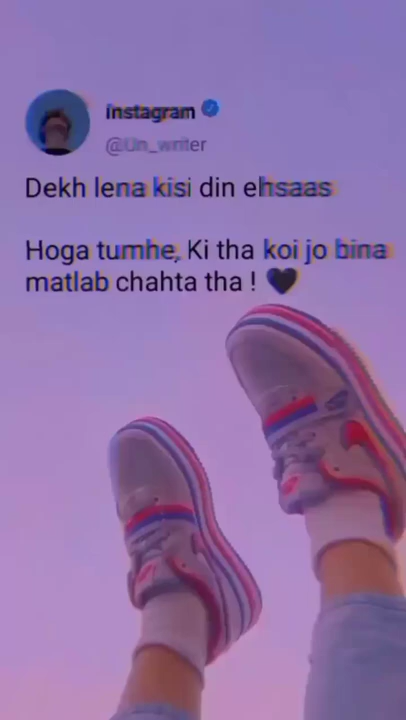 Instagram
@Un_writer
Dekh lena kisi din ehsaas
Hoga tumhe, Ki tha koi jo bina
matlab chahta tha ! 🖤